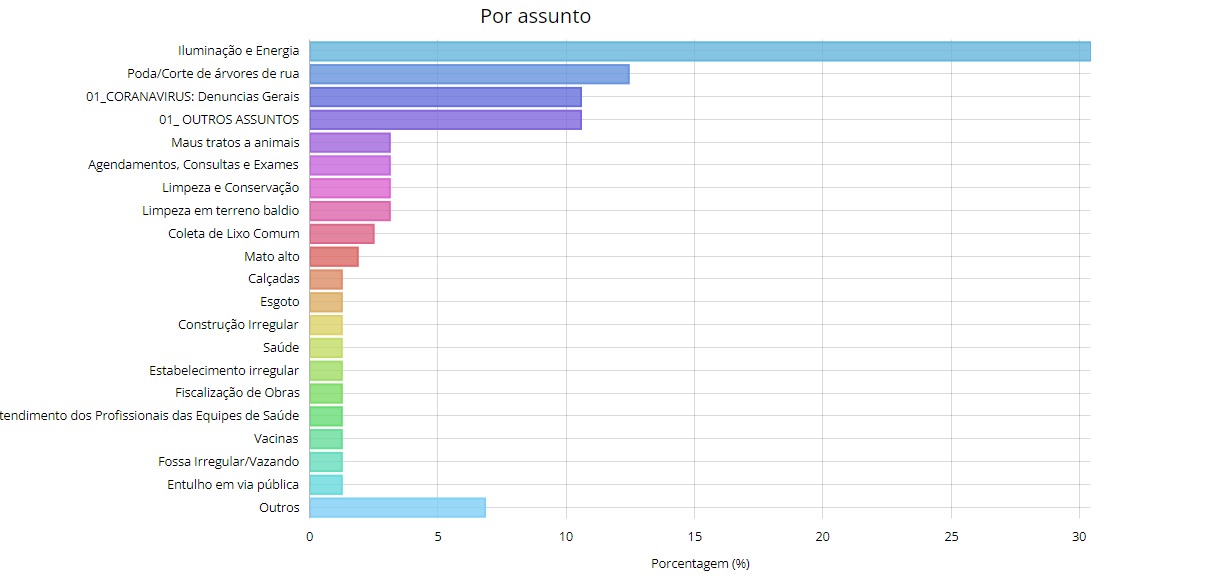 Por assunto
Iluminação e Energia
Poda/Corte de árvores de rua
01_CORANAVIRUS: Denuncias Gerais
01_ OUTROS ASSUNTOS
Maus tratos a animais
Agendamentos, Consultas e Exames
Limpeza e Conservação
Limpeza em terreno baldio
Coleta de Lixo Comum
Mato alto
Calçadas
Esgoto
Construção Irregular
Saúde
Estabelecimento irregular
Fiscalização de Obras
tendimento dos Profissionais das Equipes de Saúde
Vacinas
Fossa Irregular/Vazando
Entulho em via pública
Outros
0 5 10 15 20 25 30
Porcentagem (%)